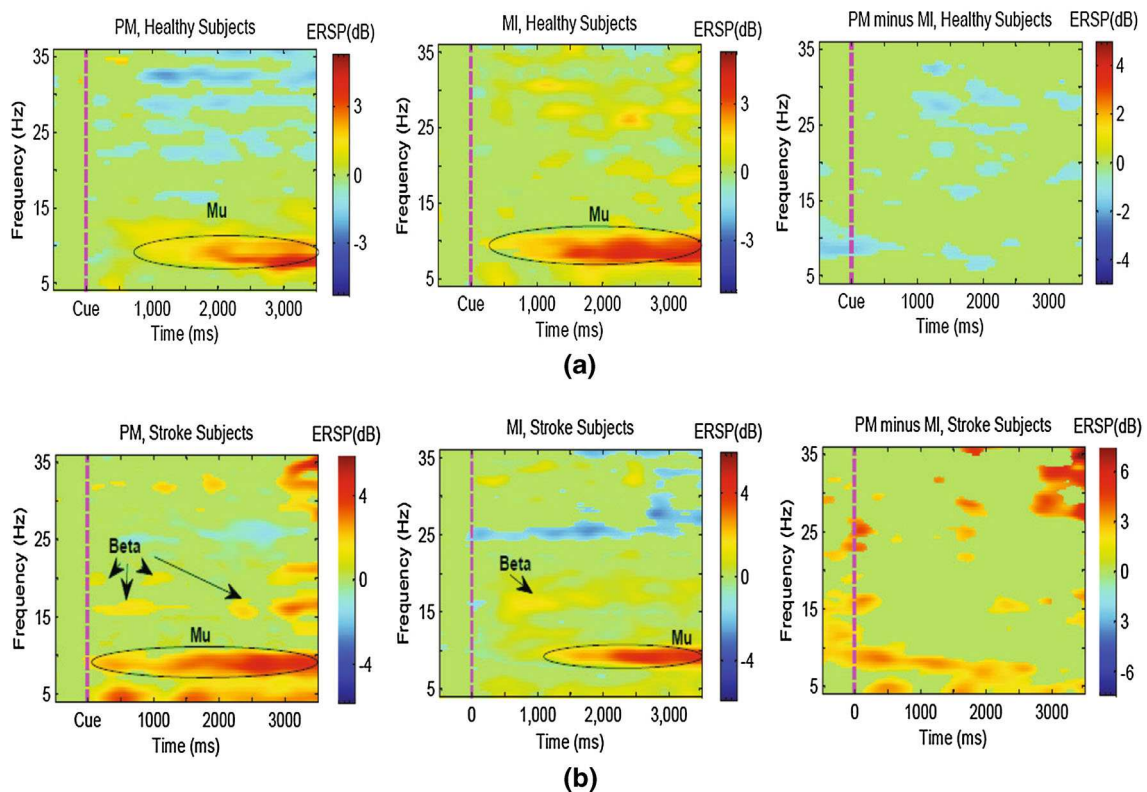 PM, Healthy Subjects ERSP(dB)
35
25
15
5
Frequency (Hz)
Mu
3
0
-3
Cue 1,000 2,000 3,000
Time (ms)
MI, Healthy Subjects ERSP(dB)
35
25
15
5
Frequency (Hz)
Mu
3
0
-3
Cue 1,000 2,000 3,000
Time (ms)
PM minus MI, Healthy Subjects ERSP(dB)
35
25
15
5
Frequency (Hz)
4
2
0
-2
-4
Cue 1000 2000 3000
Time (ms)
(a)
PM, Stroke Subjects ERSP(dB)
35
25
15
5
Frequency (Hz)
Beta
Mu
4
0
-4
Cue 1000 2000 3000
Time (ms)
MI, Stroke Subjects ERSP(dB)
35
25
15
5
Frequency (Hz)
Beta
Mu
4
0
-4
0 1,000 2,000 3,000
Time (ms)
PM minus MI, Stroke Subjects ERSP(dB)
35
25
15
5
Frequency (Hz)
6
3
0
-3
-6
0 1000 2000 3000
Time (ms)
(b)